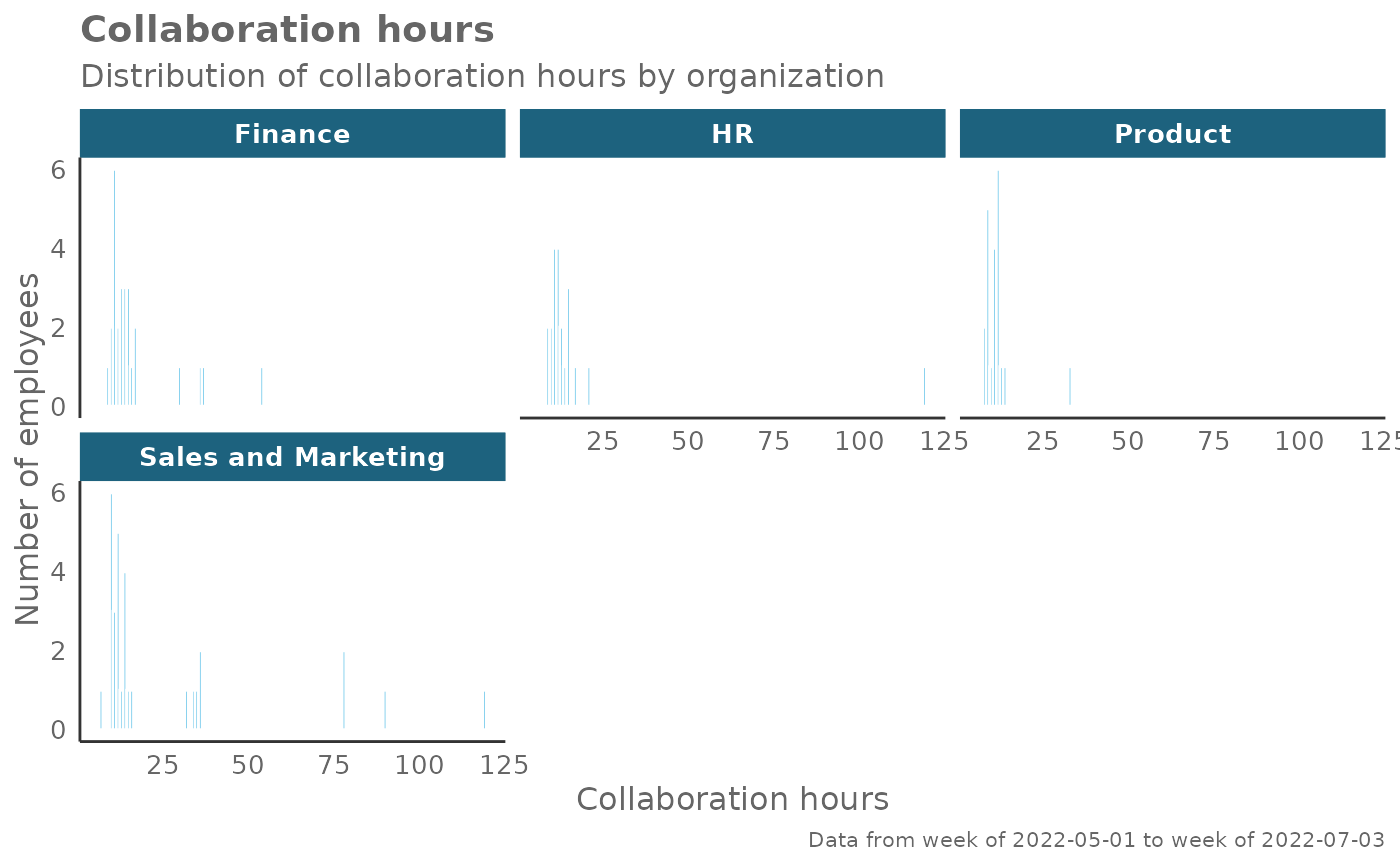 Collaboration hours
Distribution of collaboration hours by organization
Finance
HR
Product
6
4
2
0
Number of employees
25 50 75 100 125
25 50 75 100 125
Sales and Marketing
6
4
2
0
25 50 75 100 125
Collaboration hours
Data from week of 2022-05-01 to week of 2022-07-03